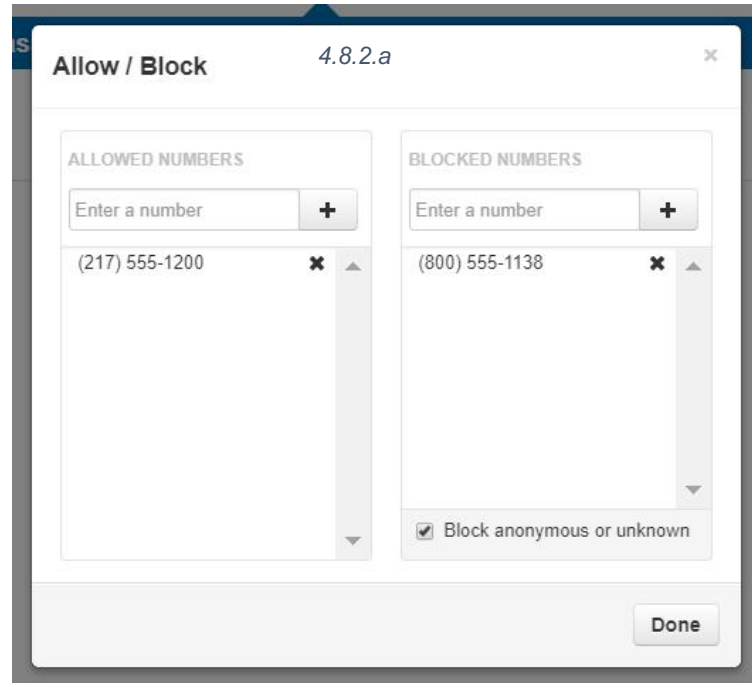 as
Allow / Block
4.8.2.a
ALLOWED NUMBERS
Enter a number
(217) 555-1200
BLOCKED NUMBERS
Enter a number
(800) 555-1138
Block anonymous or unknown
Done